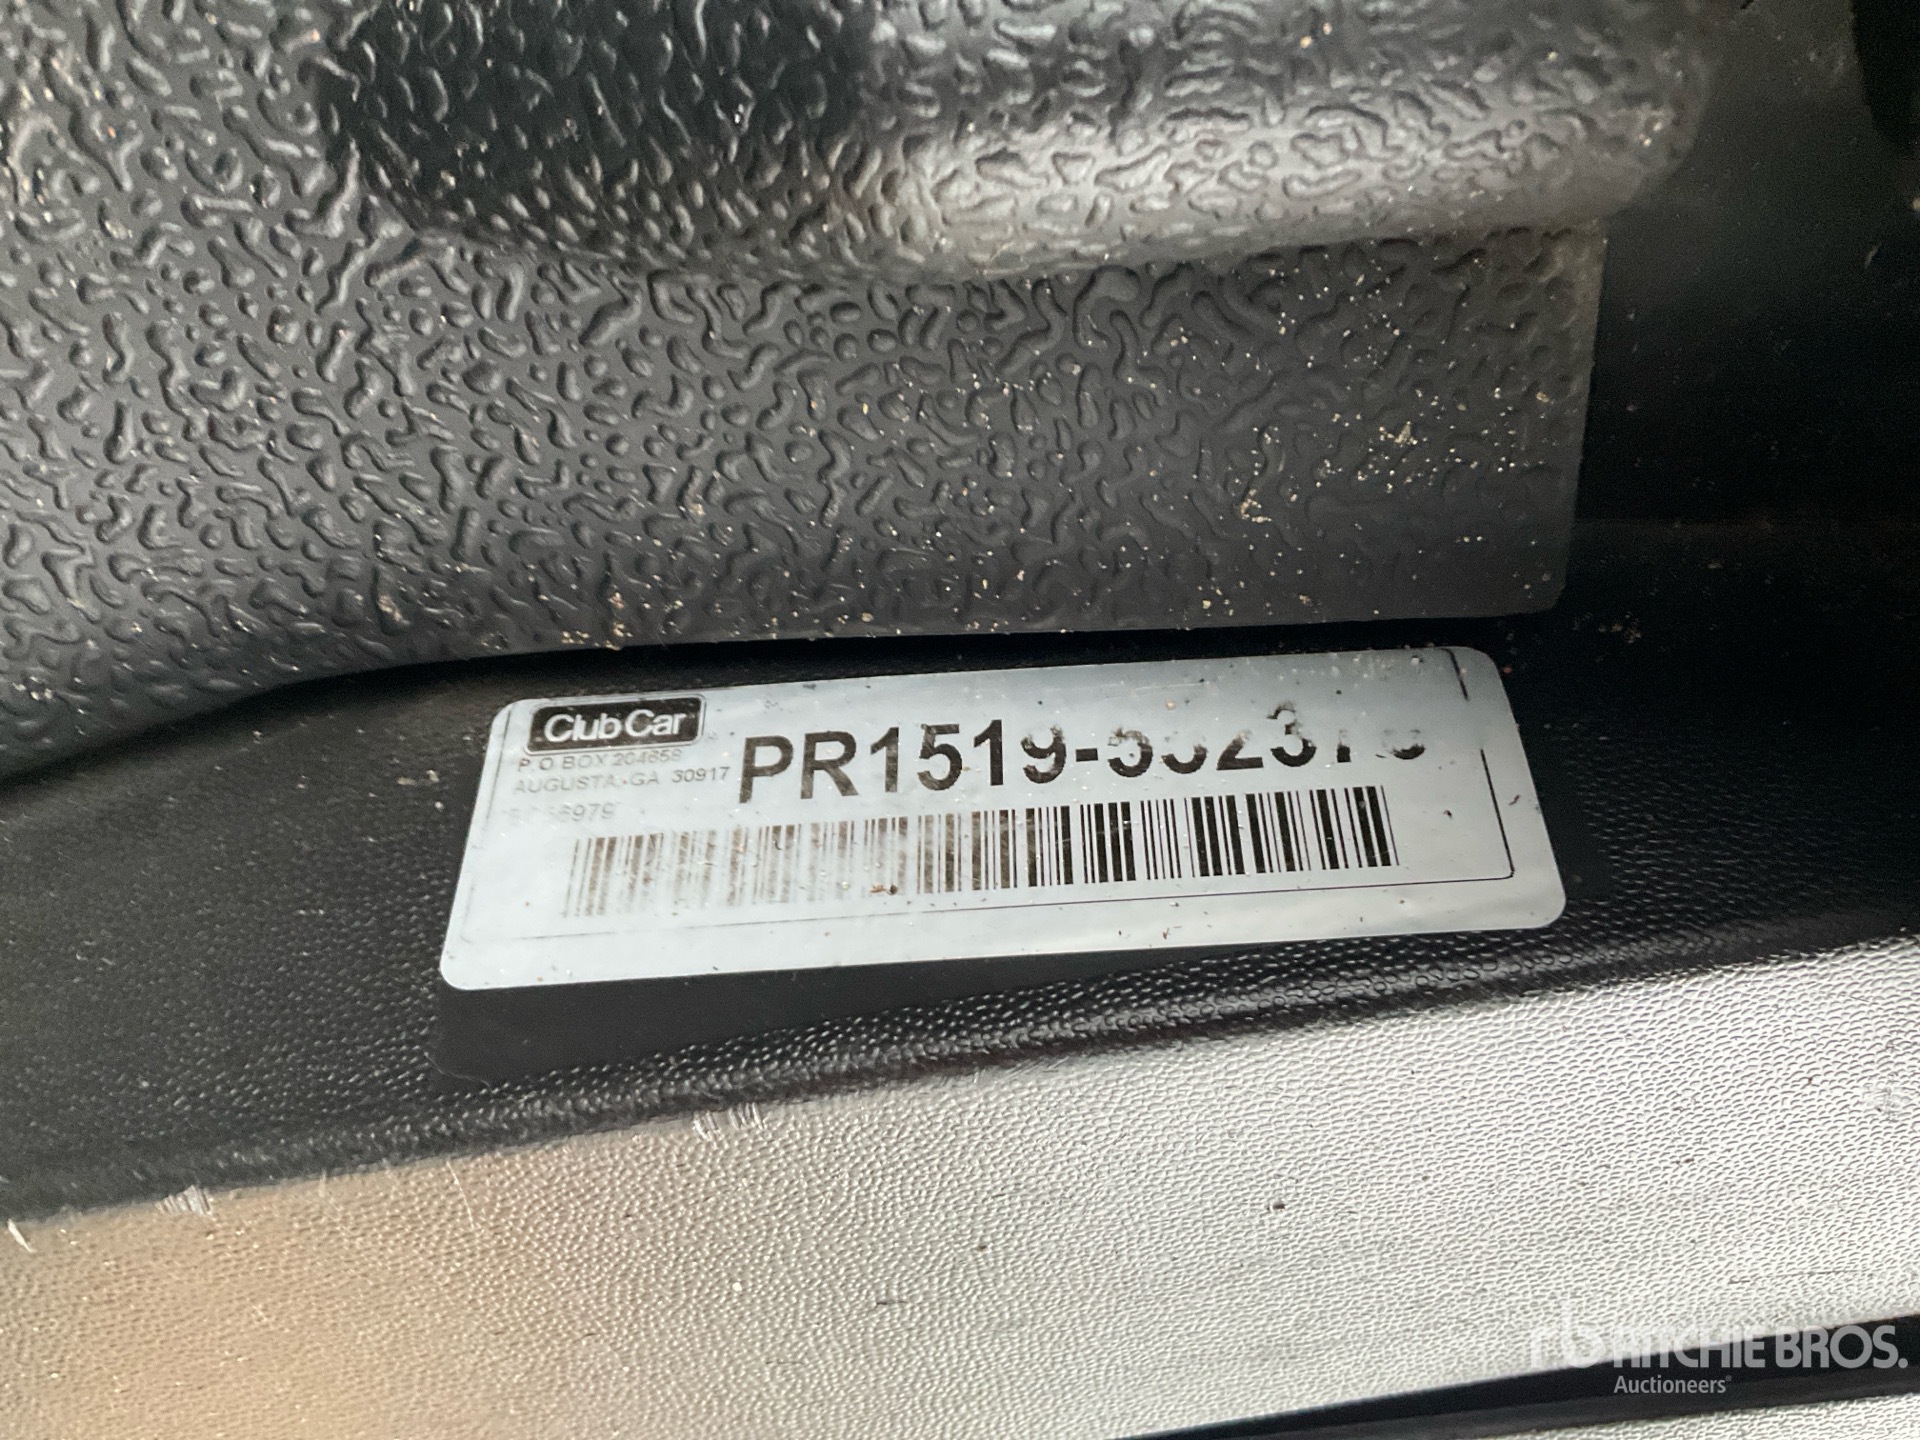 Club Car
P.O BOX 204658
AUGUSTA, GA 30917
PR1519-
RITCHIE BROS.
Auctioneers